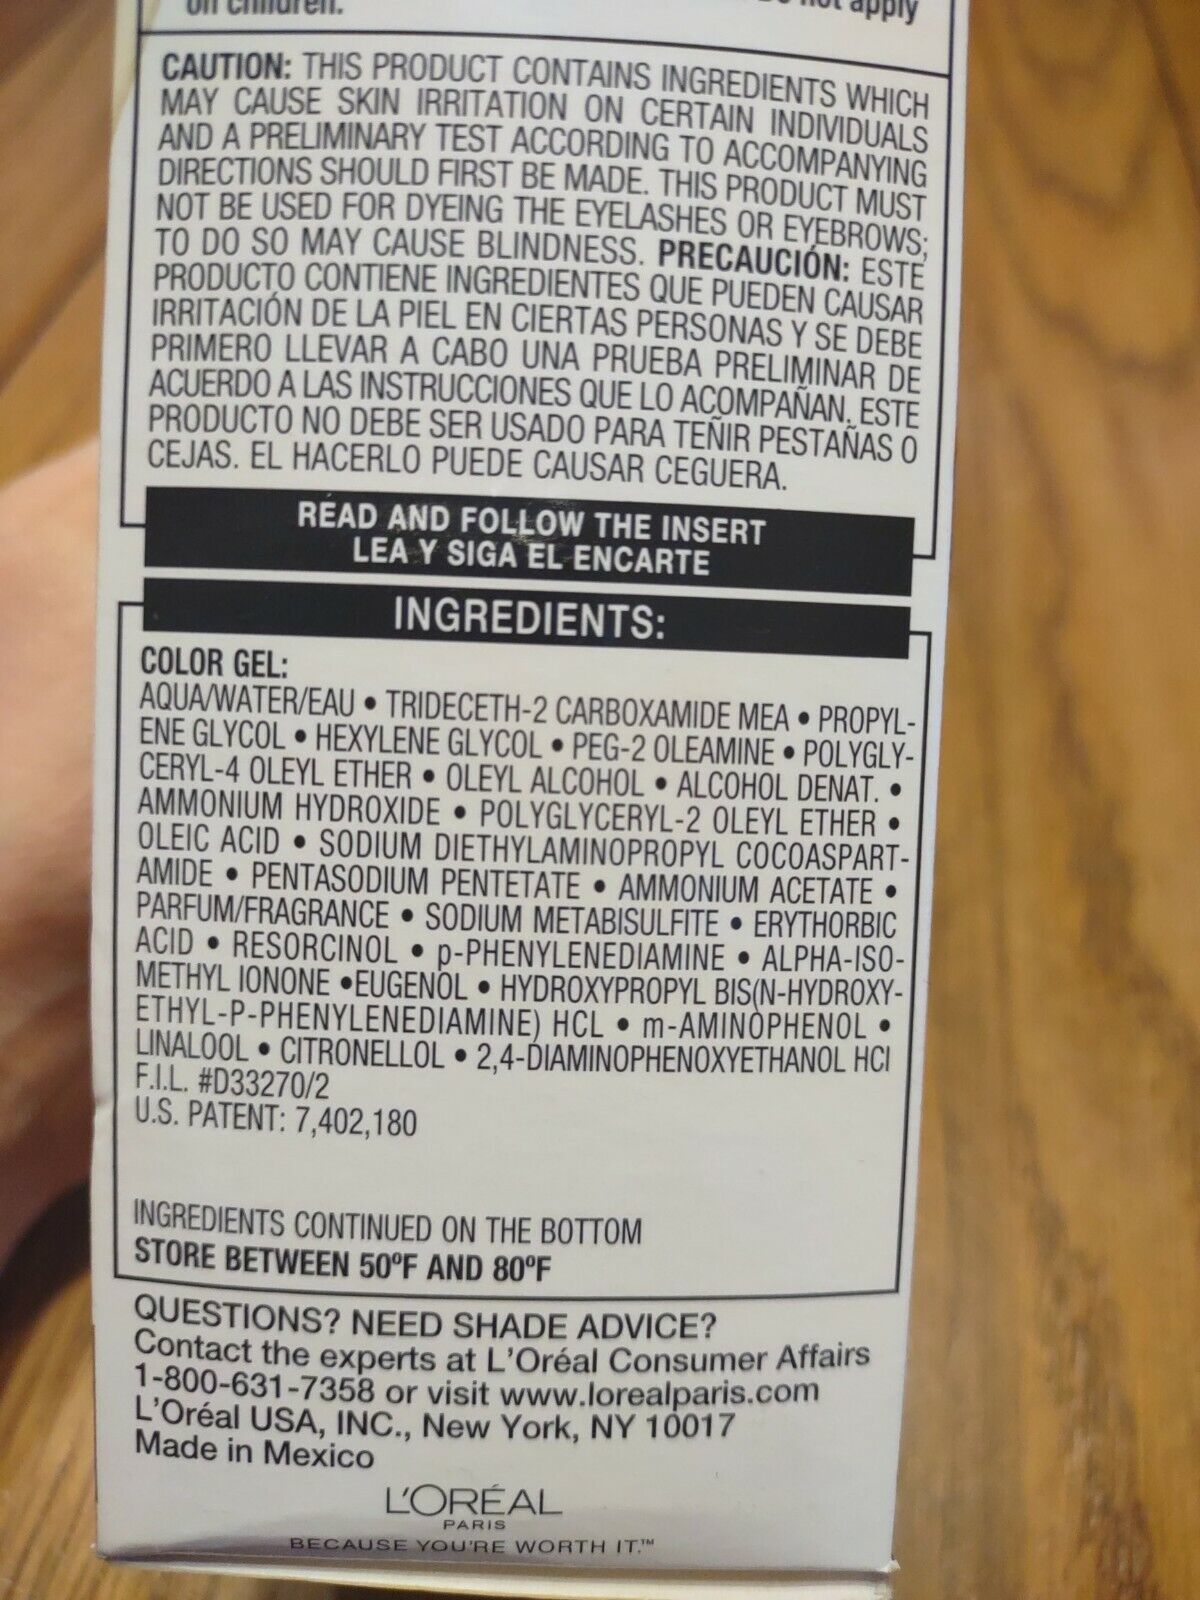 on children. Do not apply
CAUTION: THIS PRODUCT CONTAINS INGREDIENTS WHICH
MAY CAUSE SKIN IRRITATION ON CERTAIN INDIVIDUALS
AND A PRELIMINARY TEST ACCORDING TO ACCOMPANYING
DIRECTIONS SHOULD FIRST BE MADE. THIS PRODUCT MUST
NOT BE USED FOR DYEING THE EYELASHES OR EYEBROWS;
TO DO SO MAY CAUSE BLINDNESS. PRECAUCIÓN: ESTE
PRODUCTO CONTIENE INGREDIENTES QUE PUEDEN CAUSAR
IRRITACIÓN DE LA PIEL EN CIERTAS PERSONAS Y SE DEBE
PRIMERO LLEVAR A CABO UNA PRUEBA PRELIMINAR DE
ACUERDO A LAS INSTRUCCIONES QUE LO ACOMPAÑAN. ESTE
PRODUCTO NO DEBE SER USADO PARA TEÑIR PESTAÑAS O
CEJAS. EL HACERLO PUEDE CAUSAR CEGUERA.
READ AND FOLLOW THE INSERT
LEA Y SIGA EL ENCARTE
INGREDIENTS:
COLOR GEL:
AQUA/WATER/EAU • TRIDECETH-2 CARBOXAMIDE MEA • PROPYL-
ENE GLYCOL • HEXYLENE GLYCOL • PEG-2 OLEAMINE • POLYGLY-
CERYL-4 OLEYL ETHER • OLEYL ALCOHOL • ALCOHOL DENAT. •
AMMONIUM HYDROXIDE • POLYGLYCERYL-2 OLEYL ETHER •
OLEIC ACID • SODIUM DIETHYLAMINOPROPYL COCOASPART-
AMIDE • PENTASODIUM PENTETATE • AMMONIUM ACETATE •
PARFUM/FRAGRANCE • SODIUM METABISULFITE • ERYTHORBIC
ACID • RESORCINOL • p-PHENYLENEDIAMINE • ALPHA-ISO-
METHYL IONONE •EUGENOL • HYDROXYPROPYL BIS(N-HYDROXY-
ETHYL-P-PHENYLENEDIAMINE) HCL • m-AMINOPHENOL •
LINALOOL • CITRONELLOL • 2,4-DIAMINOPHENOXYETHANOL HCl
F.I.L. #D33270/2
U.S. PATENT: 7,402,180
INGREDIENTS CONTINUED ON THE BOTTOM
STORE BETWEEN 50ºF AND 80ºF
QUESTIONS? NEED SHADE ADVICE?
Contact the experts at L'Oréal Consumer Affairs
1-800-631-7358 or visit www.lorealparis.com
L'Oréal USA, INC., New York, NY 10017
Made in Mexico
L'ORÉAL
PARIS
BECAUSE YOU'RE WORTH IT.™